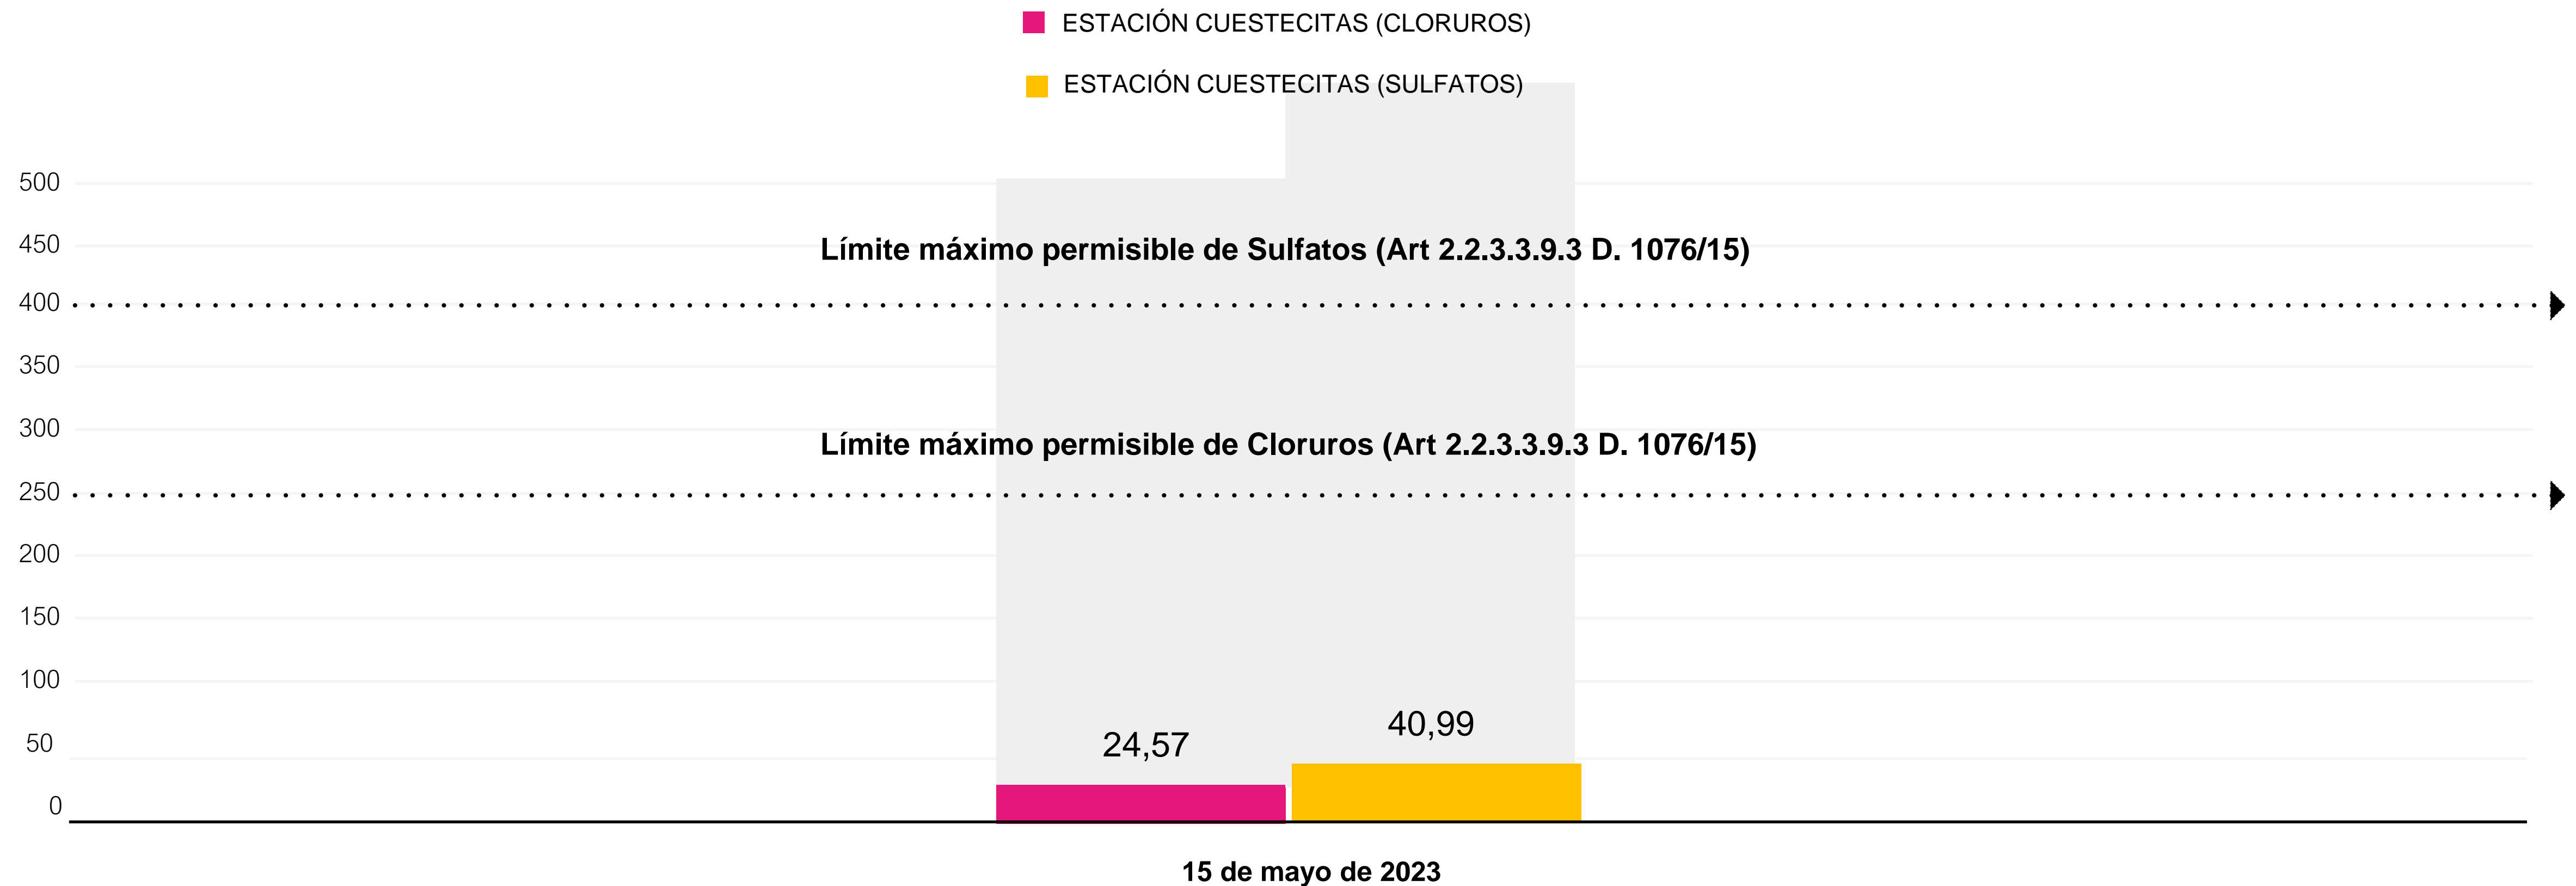 ESTACIÓN CUESTECITAS (CLORUROS)
ESTACIÓN CUESTECITAS (SULFATOS)
500
450
Límite máximo permisible de Sulfatos (Art 2.2.3.3.9.3 D. 1076/15)
400
350
300
Límite máximo permisible de Cloruros (Art 2.2.3.3.9.3 D. 1076/15)
250
200
150
100
50
40,99
24,57
0
15 de mayo de 2023